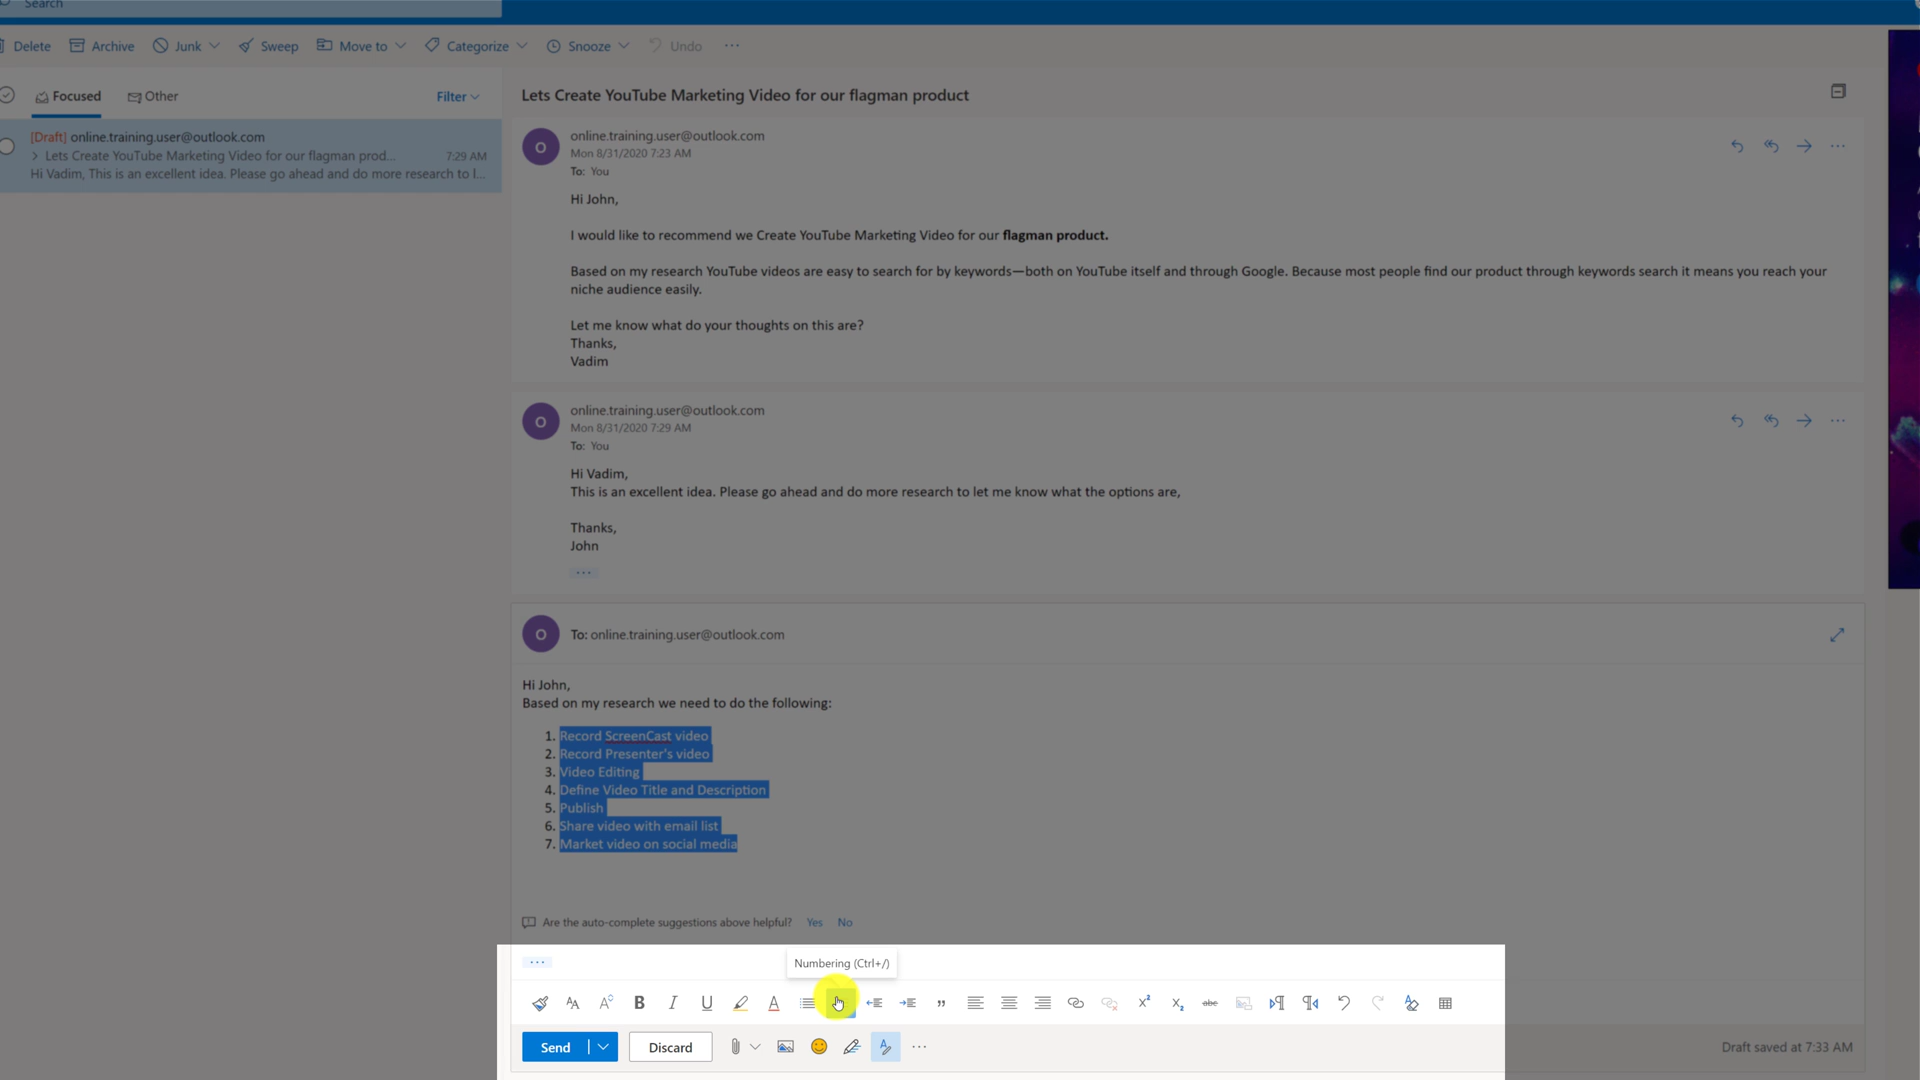 Search
Delete Archive Junk Sweep Move to Categorize Snooze Undo ...
Focused Other Filter
Lets Create YouTube Marketing Video for our flagman product
[Draft] online.training.user@outlook.com
> Lets Create YouTube Marketing Video for our flagman prod... 7:29 AM
Hi Vadim, This is an excellent idea. Please go ahead and do more research to l...
O
online.training.user@outlook.com
Mon 8/31/2020 7:23 AM
To: You
Hi John,
I would like to recommend we Create YouTube Marketing Video for our flagman product.
Based on my research YouTube videos are easy to search for by keywords—both on YouTube itself and through Google. Because most people find our product through keywords search it means you reach your
niche audience easily.
Let me know what do your thoughts on this are?
Thanks,
Vadim
O
online.training.user@outlook.com
Mon 8/31/2020 7:29 AM
To: You
Hi Vadim,
This is an excellent idea. Please go ahead and do more research to let me know what the options are,
Thanks,
John
...
O
To: online.training.user@outlook.com
Hi John,
Based on my research we need to do the following:
1. Record ScreenCast video
2. Record Presenter's video
3. Video Editing
4. Define Video Title and Description
5. Publish
6. Share video with email list
7. Market video on social media
Are the auto-complete suggestions above helpful? Yes No
...
Numbering (Ctrl+/)
B I U A abc
Send Discard ... Draft saved at 7:33 AM